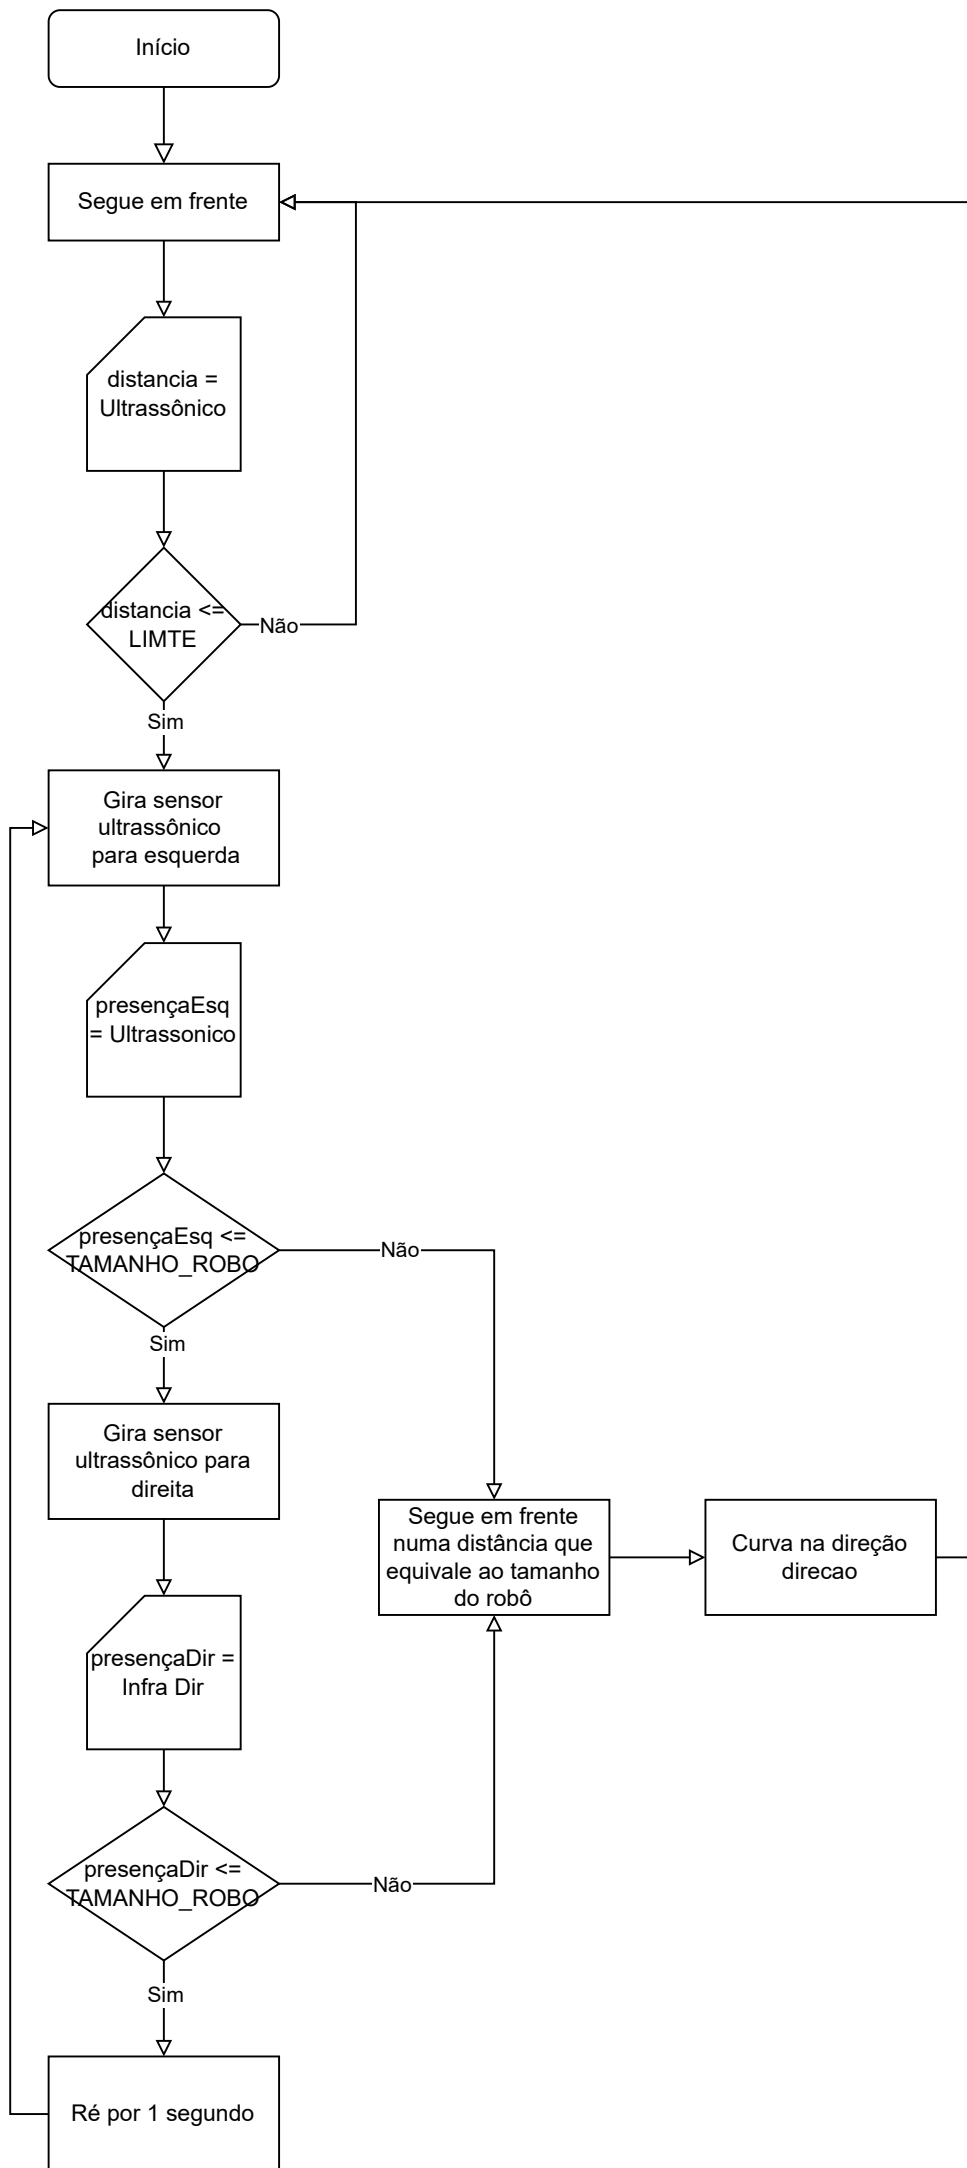 Início
Segue em frente
distancia =
Ultrassônico
distancia <=
LIMTE
Não
Sim
Gira sensor
ultrassônico
para esquerda
presençaEsq
= Ultrassonico
presençaEsq <=
TAMANHO_ROBO
Não
Sim
Gira sensor
ultrassônico para
direita
Segue em frente
numa distância que
equivale ao tamanho
do robô
Curva na direção
direcao
presençaDir =
Infra Dir
presençaDir <=
TAMANHO_ROBO
Não
Sim
Ré por 1 segundo